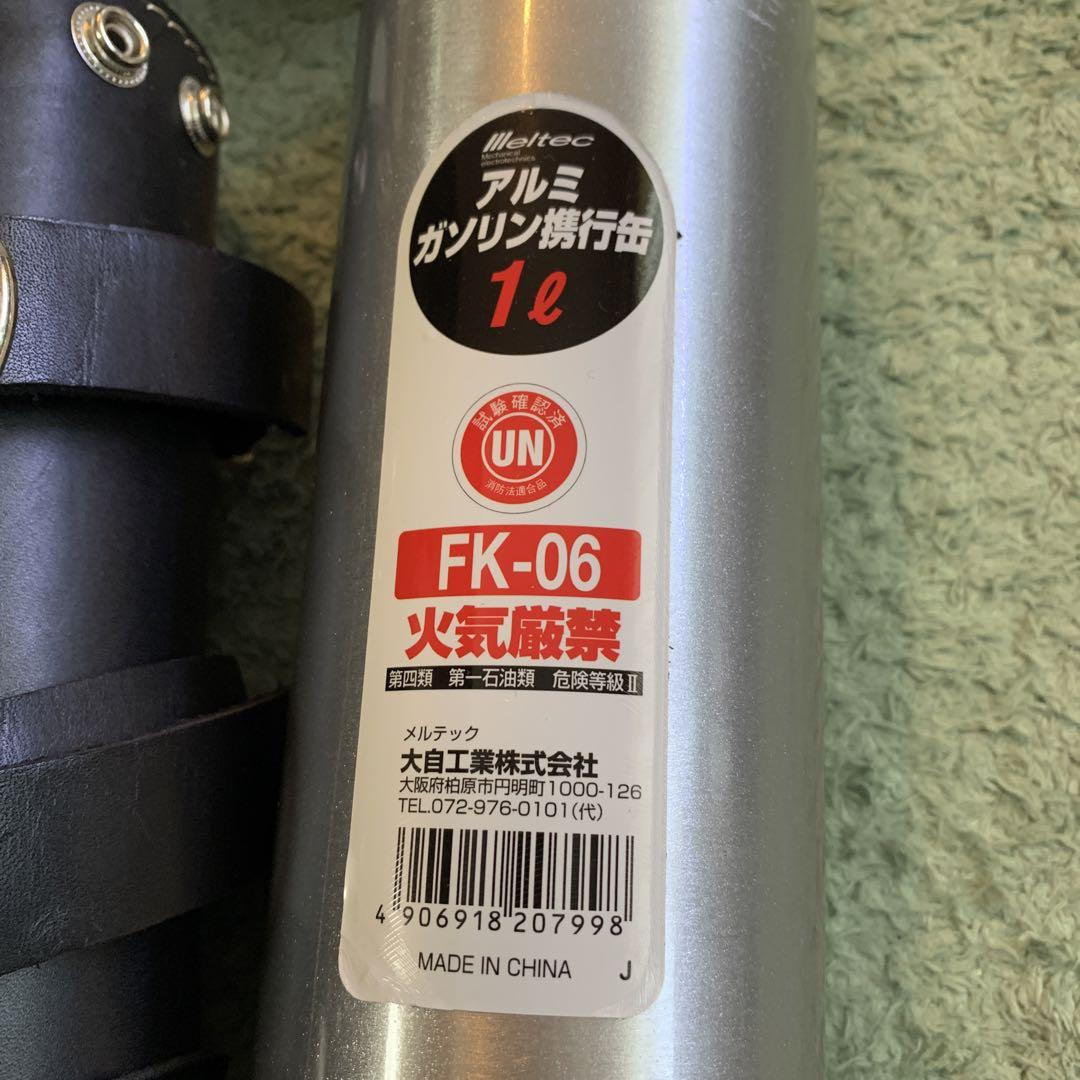 Meltec
Mechanical
electrotechnics
アルミ
ガソリン携行缶
1ℓ
試験確認済
UN
消防法適合品
FK-06
火気厳禁
第四類 第一石油類 危険等級Ⅱ
メルテック
大自工業株式会社
大阪府柏原市円明町1000-126
TEL.072-976-0101(代)
4 906918 207998
MADE IN CHINA J